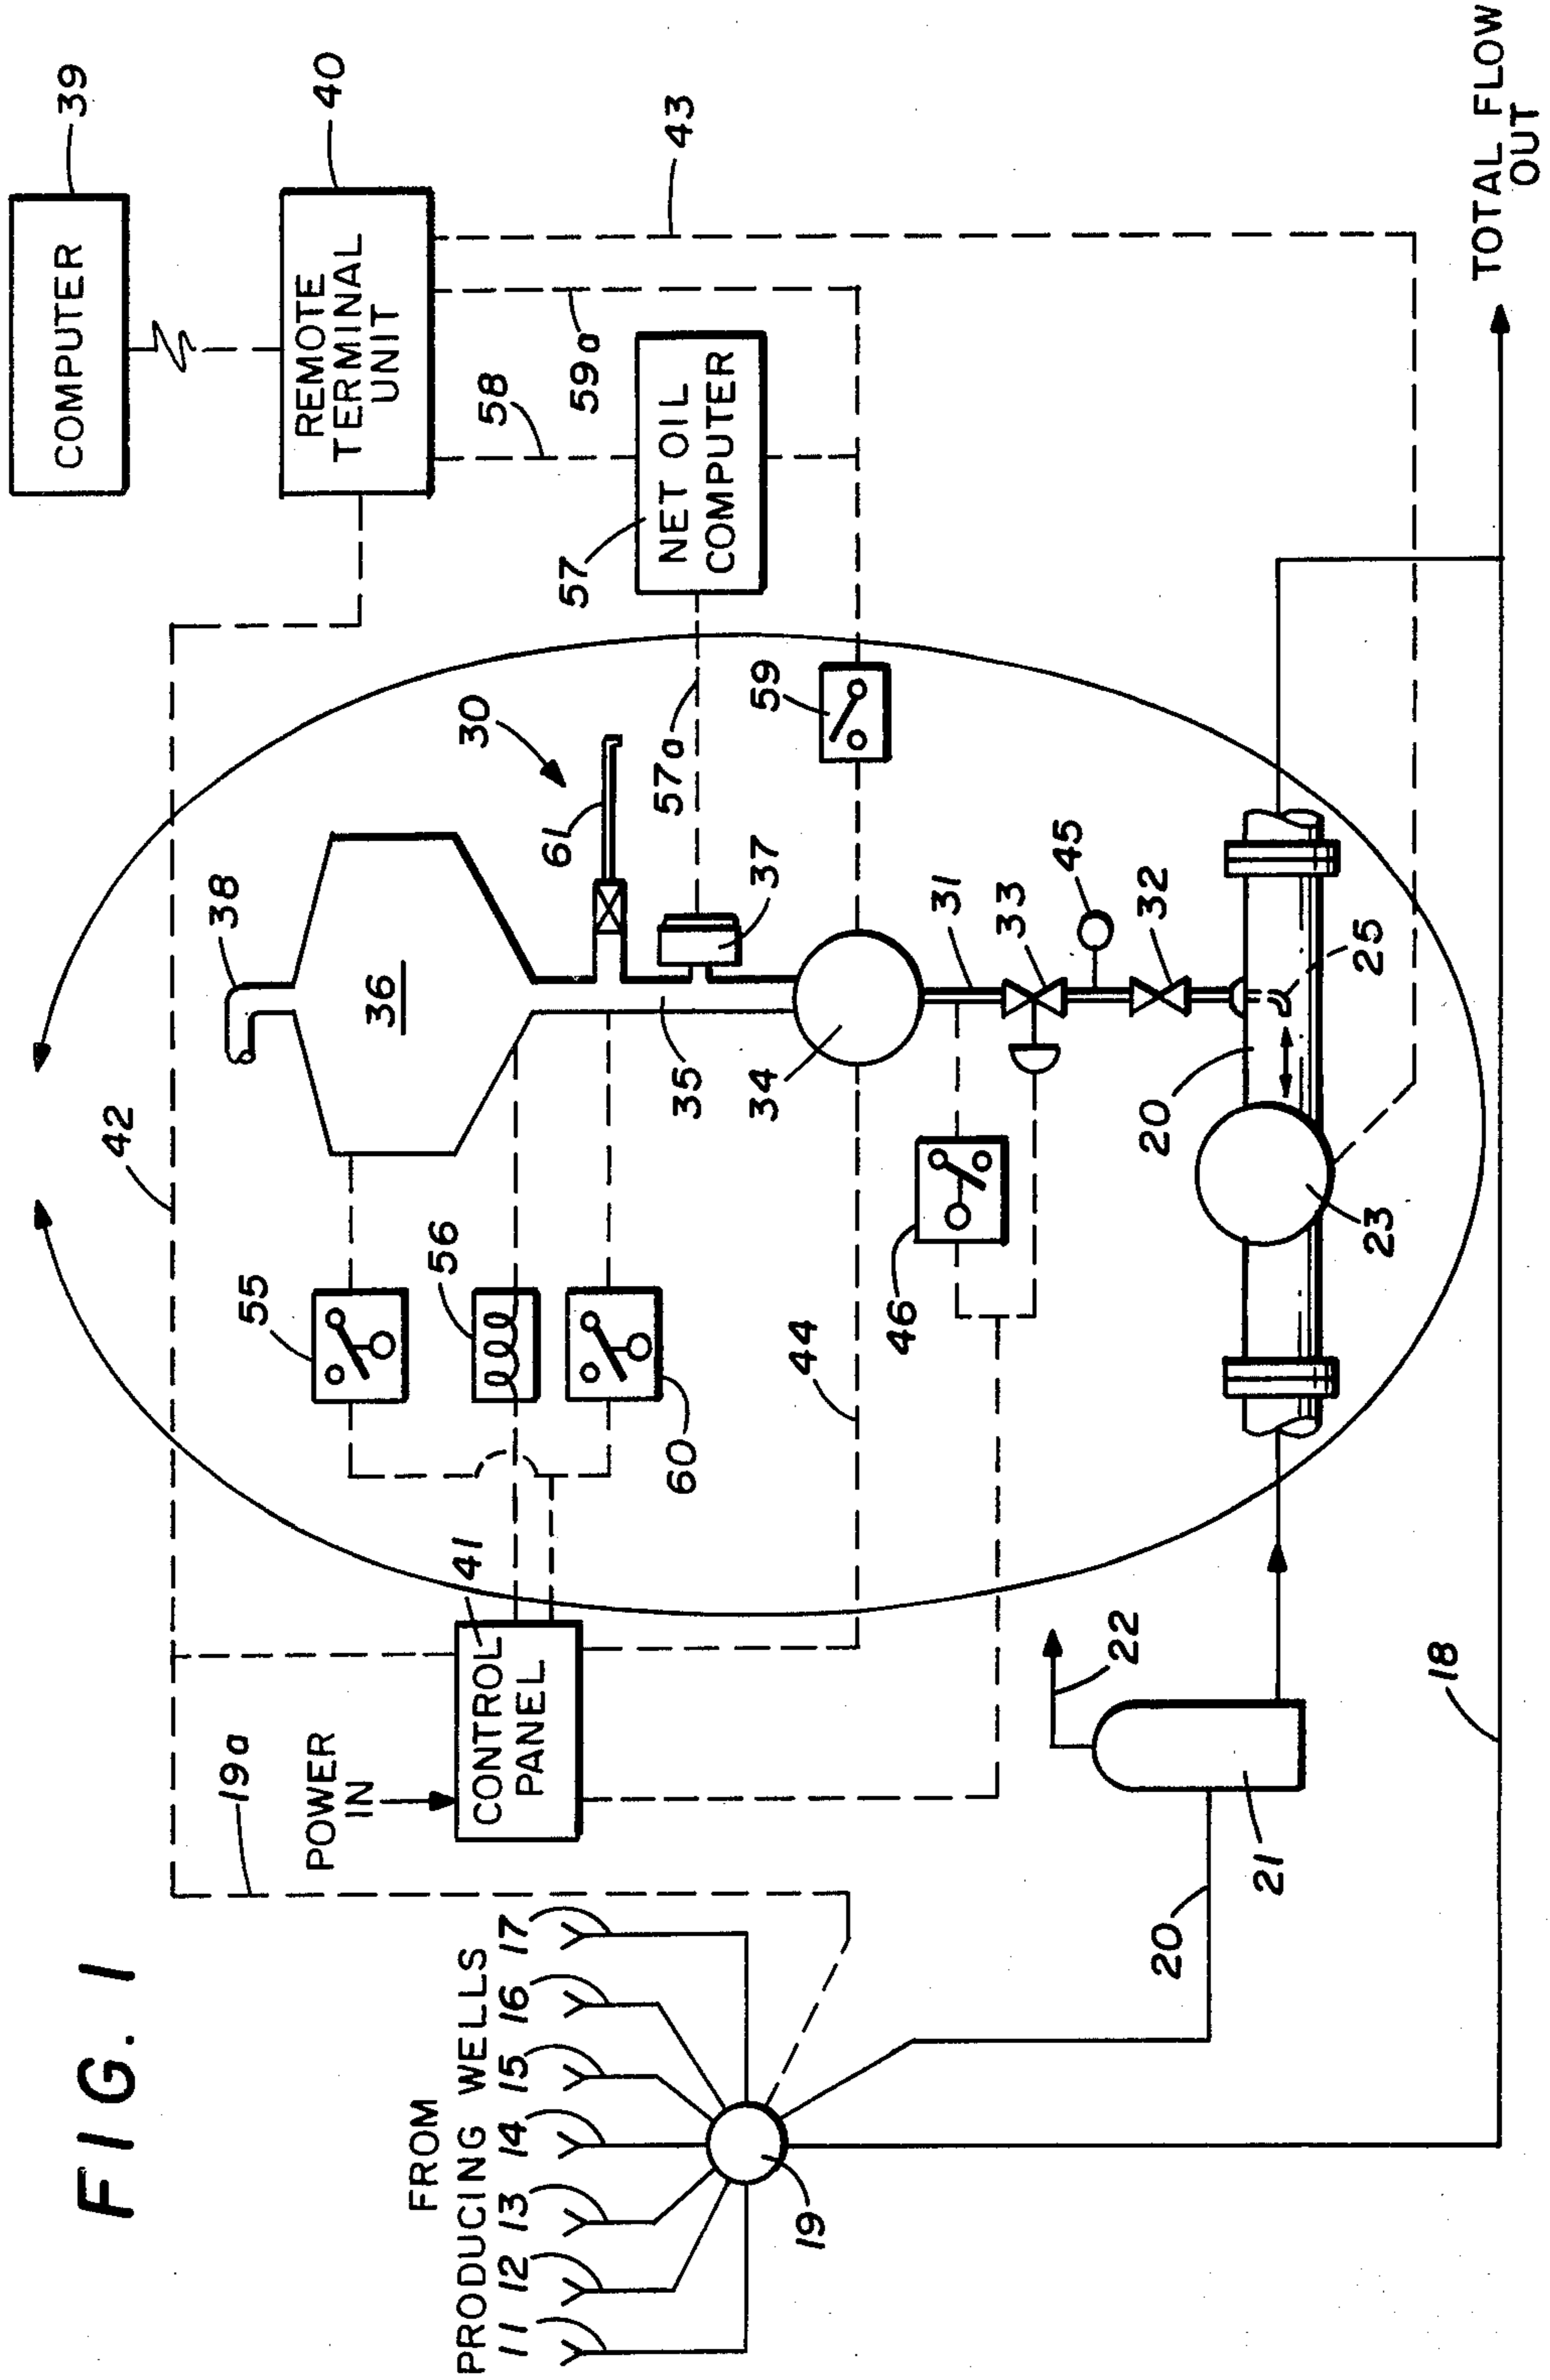 FIG. 1
FROM
PRODUCING WELLS
11 12 13 14 15 16 17
19
19a
POWER
IN
CONTROL
PANEL
41
42
20
21
22
18
55
56
60
44
46
38
36
35
34
61
30
37
57a
59
31
33
45
32
25
20
23
COMPUTER
39
REMOTE
TERMINAL
UNIT
40
43
58
59a
NET OIL
COMPUTER
57
TOTAL FLOW
OUT